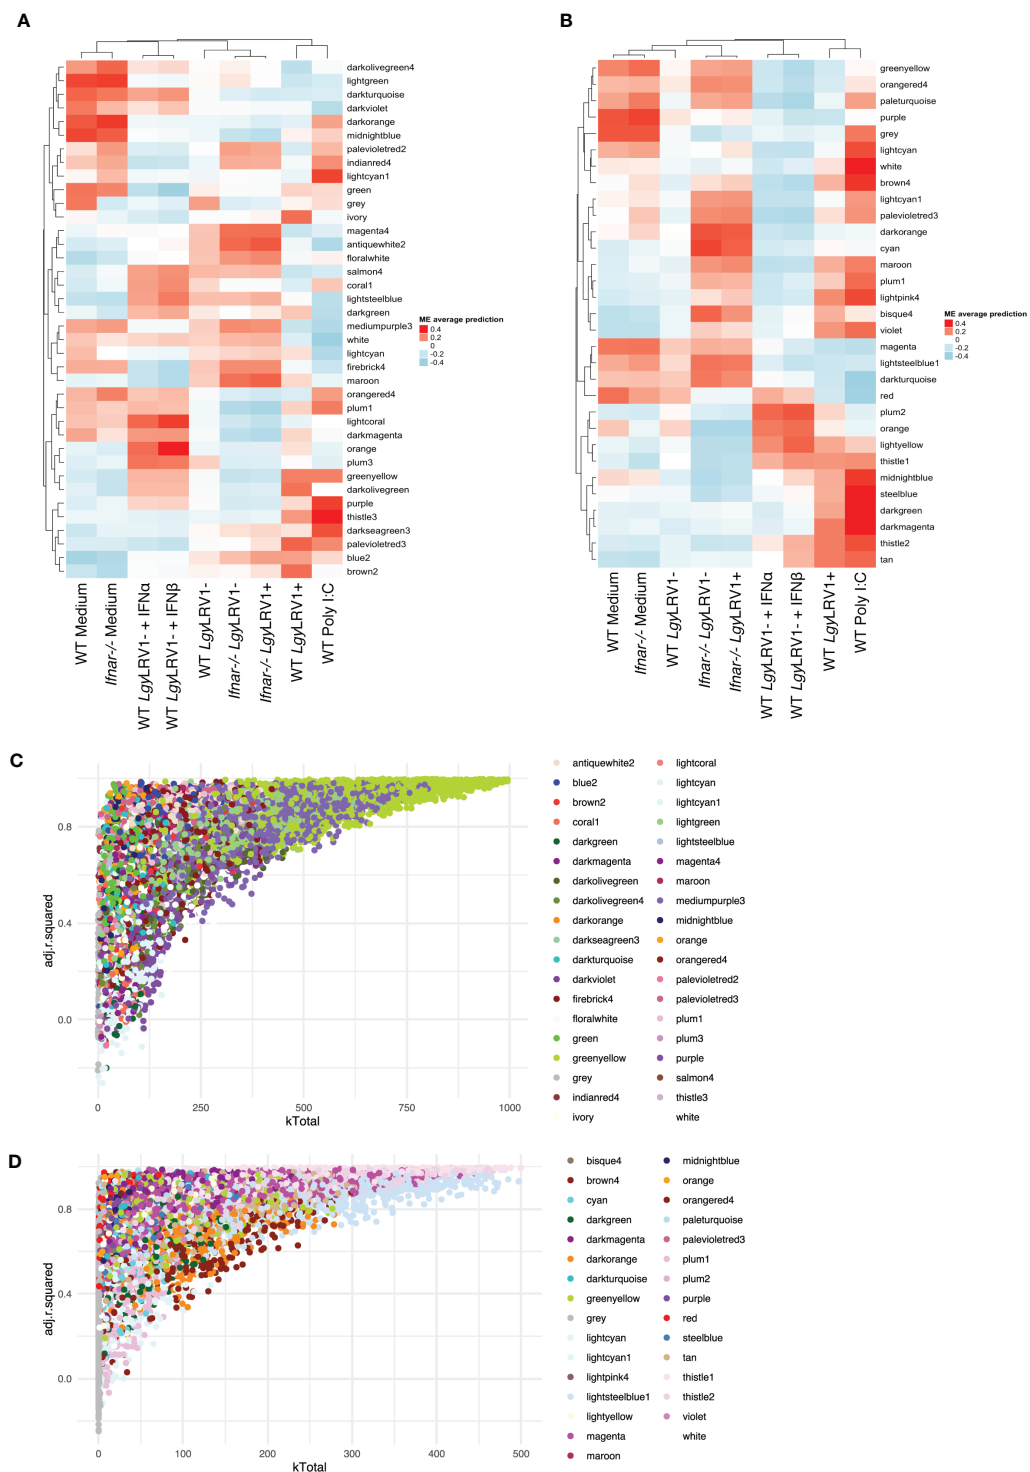 A
darkolivegreen4
lightgreen
darkturquoise
darkviolet
darkorange
midnightblue
palevioletred2
indianred4
lightcyan1
green
grey
ivory
magenta4
antiquewhite2
floralwhite
salmon4
coral1
lightsteelblue
darkgreen
mediumpurple3
white
lightcyan
firebrick4
maroon
orangered4
plum1
lightcoral
darkmagenta
orange
plum3
greenyellow
darkolivegreen
purple
thistle3
darkseagreen3
palevioletred3
blue2
brown2
ME average prediction
0.4
0.2
0
-0.2
-0.4
WT Medium
Ifnar-/- Medium
WT LgyLRV1- + IFNα
WT LgyLRV1- + IFNβ
WT LgyLRV1-
Ifnar-/- LgyLRV1-
Ifnar-/- LgyLRV1+
WT LgyLRV1+
WT Poly I:C
B
greenyellow
orangered4
paleturquoise
purple
grey
lightcyan
white
brown4
lightcyan1
palevioletred3
darkorange
cyan
maroon
plum1
lightpink4
bisque4
violet
magenta
lightsteelblue1
darkturquoise
red
plum2
orange
lightyellow
thistle1
midnightblue
steelblue
darkgreen
darkmagenta
thistle2
tan
ME average prediction
0.4
0.2
0
-0.2
-0.4
WT Medium
Ifnar-/- Medium
WT LgyLRV1-
Ifnar-/- LgyLRV1-
Ifnar-/- LgyLRV1+
WT LgyLRV1- + IFNα
WT LgyLRV1- + IFNβ
WT LgyLRV1+
WT Poly I:C
C
adj.r.squared
0.8
0.4
0.0
0
250
500
750
1000
kTotal
antiquewhite2
blue2
brown2
coral1
darkgreen
darkmagenta
darkolivegreen
darkolivegreen4
darkorange
darkseagreen3
darkturquoise
darkviolet
firebrick4
floralwhite
green
greenyellow
grey
indianred4
ivory
lightcoral
lightcyan
lightcyan1
lightgreen
lightsteelblue
magenta4
maroon
mediumpurple3
midnightblue
orange
orangered4
palevioletred2
palevioletred3
plum1
plum3
purple
salmon4
thistle3
white
D
adj.r.squared
0.8
0.4
0.0
0
100
200
300
400
500
kTotal
bisque4
brown4
cyan
darkgreen
darkmagenta
darkorange
darkturquoise
greenyellow
grey
lightcyan
lightcyan1
lightpink4
lightsteelblue1
lightyellow
magenta
maroon
midnightblue
orange
orangered4
paleturquoise
palevioletred3
plum1
plum2
purple
red
steelblue
tan
thistle1
thistle2
violet
white